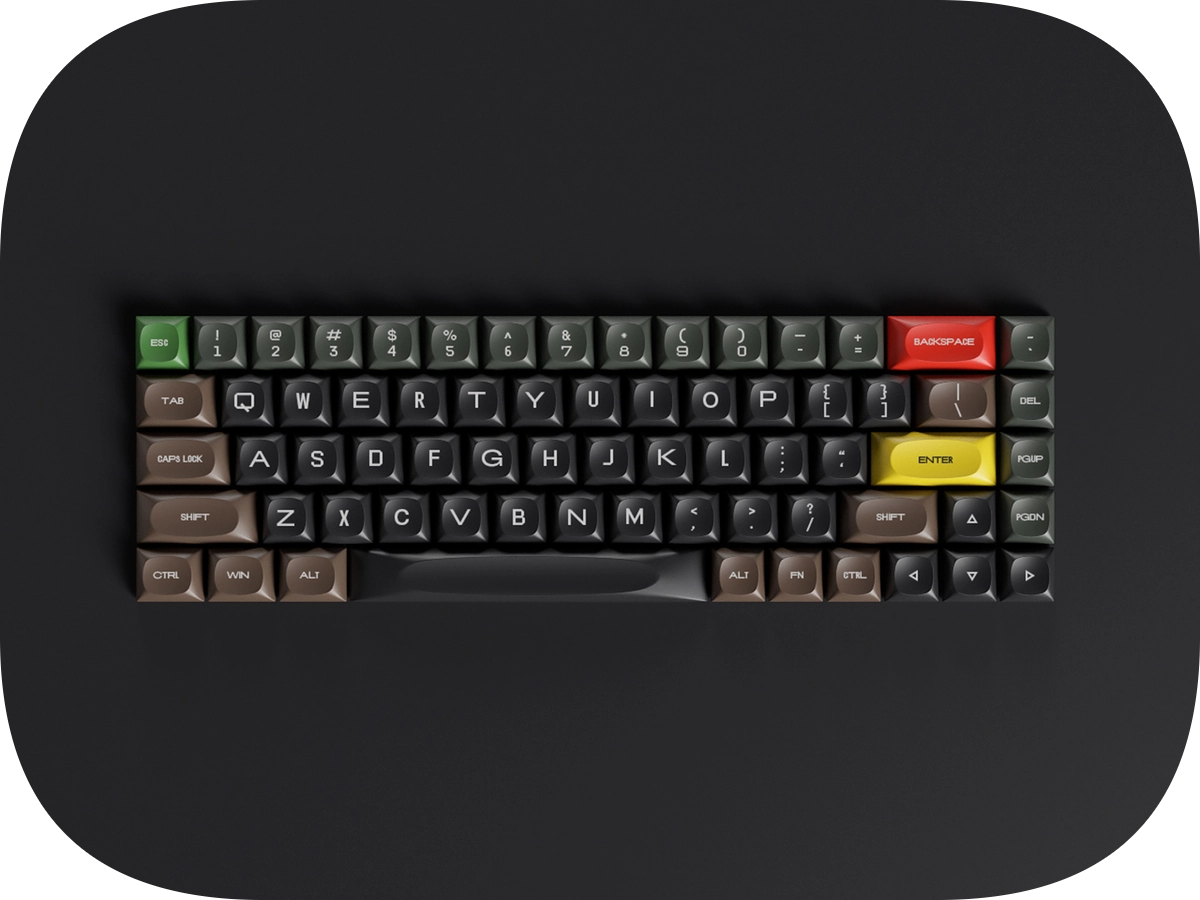 ESC ! 1 @ 2 # 3 $ 4 % 5 ^ 6 & 7 * 8 ( 9 ) 0 — - + = BACKSPACE ~ `
TAB Q W E R T Y U I O P { [ } ] | \ DEL
CAPS LOCK A S D F G H J K L : ; “ ‘ ENTER PGUP
SHIFT Z X C V B N M < , > . ? / SHIFT PGDN
CTRL WIN ALT ALT FN CTRL